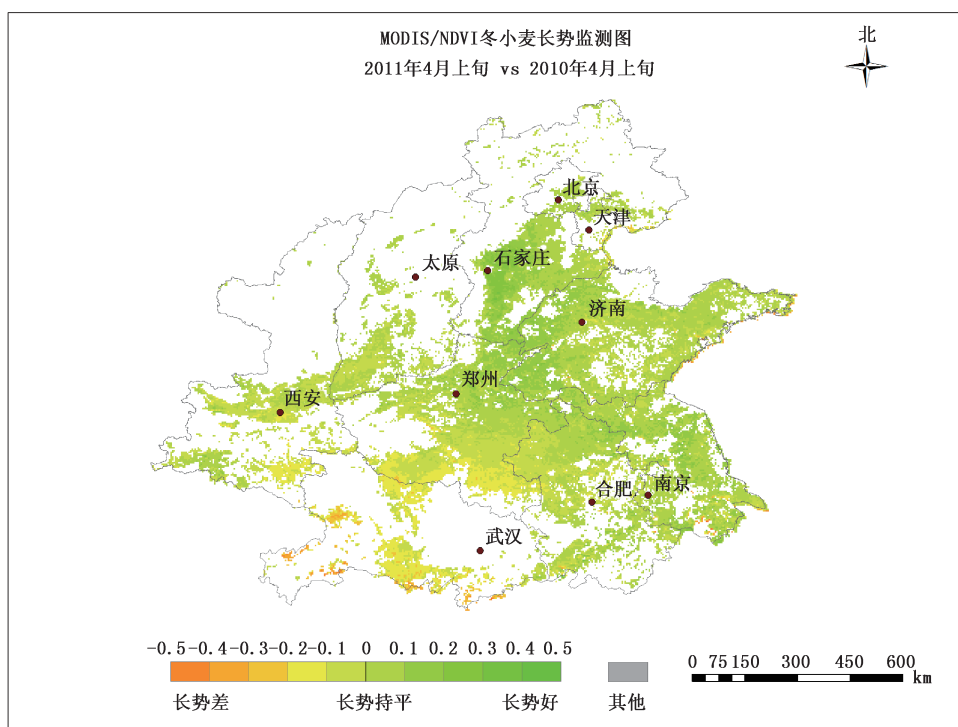 MODIS/NDVI冬小麦长势监测图
2011年4月上旬 vs 2010年4月上旬
北
北京
天津
石家庄
太原
济南
郑州
西安
南京
合肥
武汉
-0.5 -0.4 -0.3 -0.2 -0.1 0 0.1 0.2 0.3 0.4 0.5
长势差 长势持平 长势好 其他
0 75 150 300 450 600 km